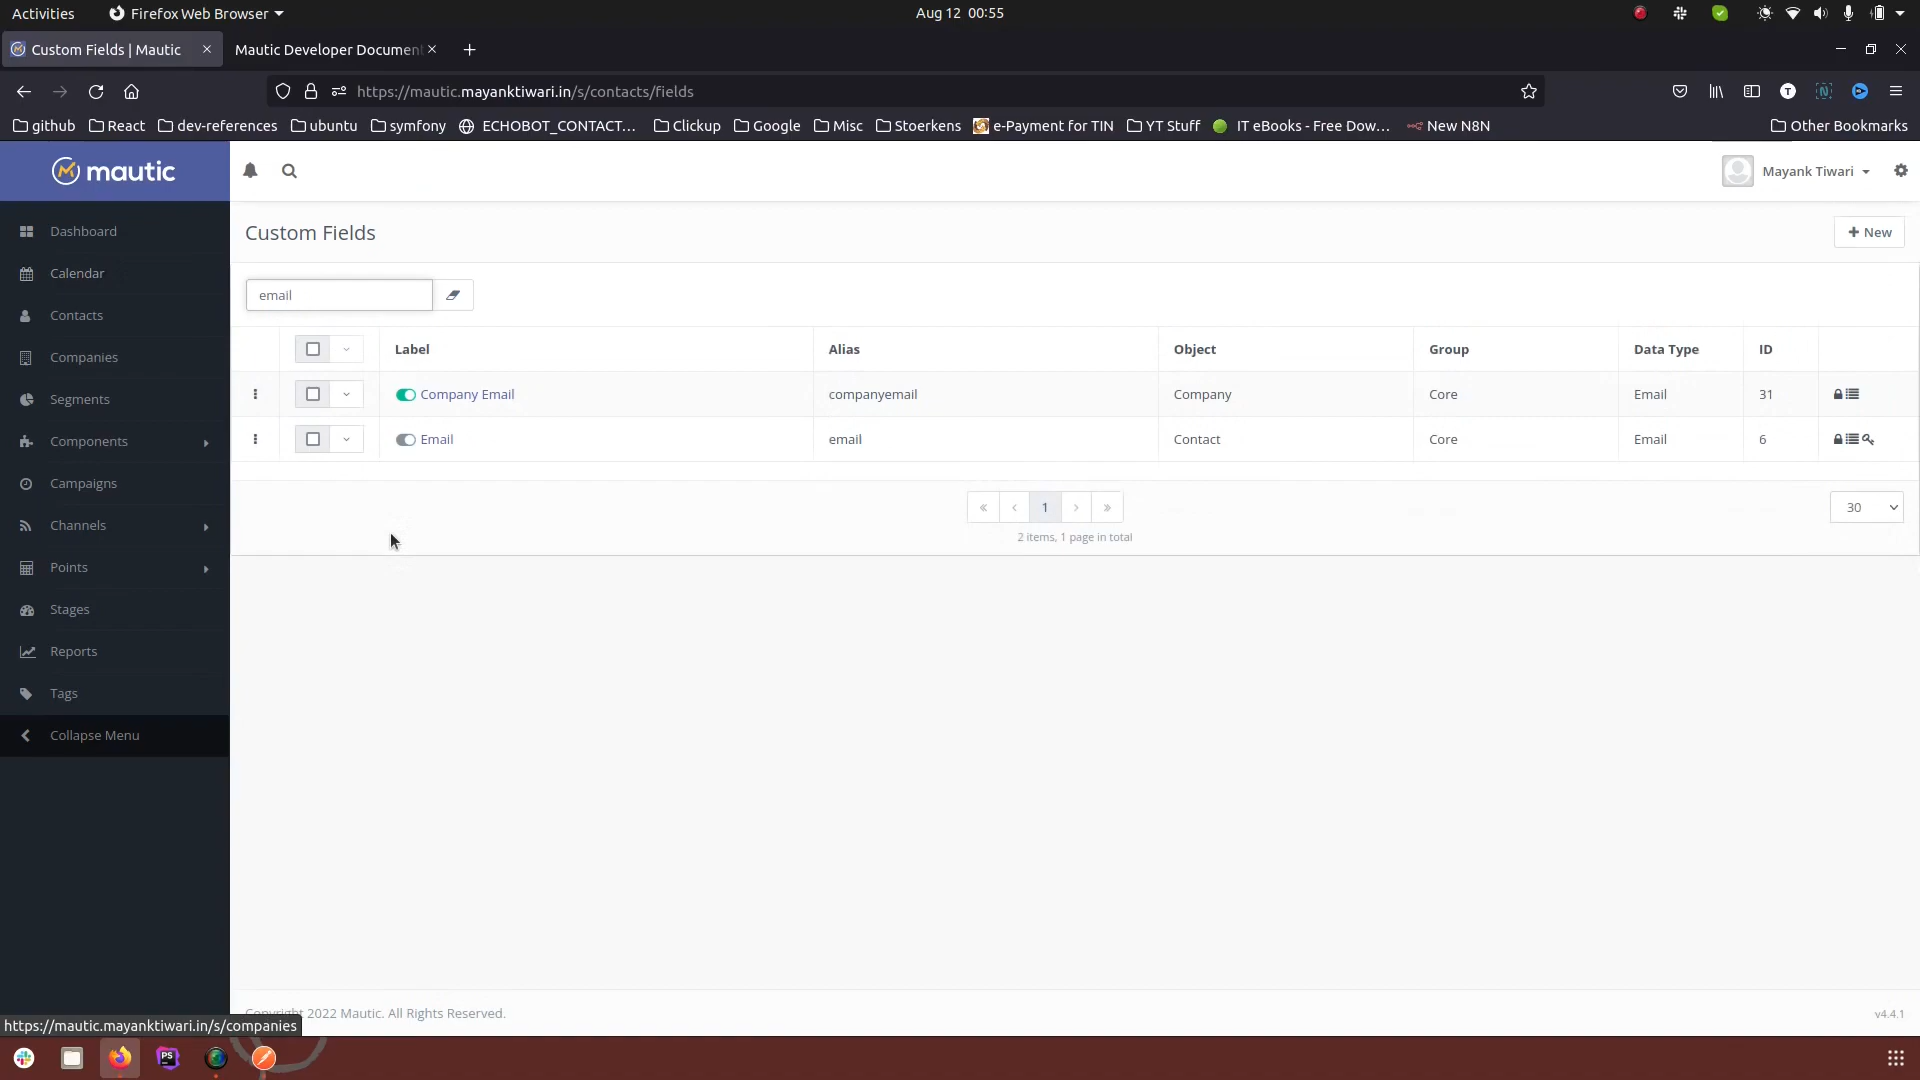 Activities
Firefox Web Browser
Aug 12 00:55
Custom Fields | Mautic
Mautic Developer Documen
https://mautic.mayanktiwari.in/s/contacts/fields
github
React
dev-references
ubuntu
symfony
ECHOBOT_CONTACT...
Clickup
Google
Misc
Stoerkens
e-Payment for TIN
YT Stuff
IT eBooks - Free Dow...
New N8N
Other Bookmarks
mautic
Mayank Tiwari
Dashboard
Calendar
Contacts
Companies
Segments
Components
Campaigns
Channels
Points
Stages
Reports
Tags
Collapse Menu
Custom Fields
+ New
email
Label Alias Object Group Data Type ID
Company Email companyemail Company Core Email 31
Email email Contact Core Email 6
« ‹ 1 › »
30
2 items, 1 page in total
Copyright 2022 Mautic. All Rights Reserved.
v4.4.1
https://mautic.mayanktiwari.in/s/companies